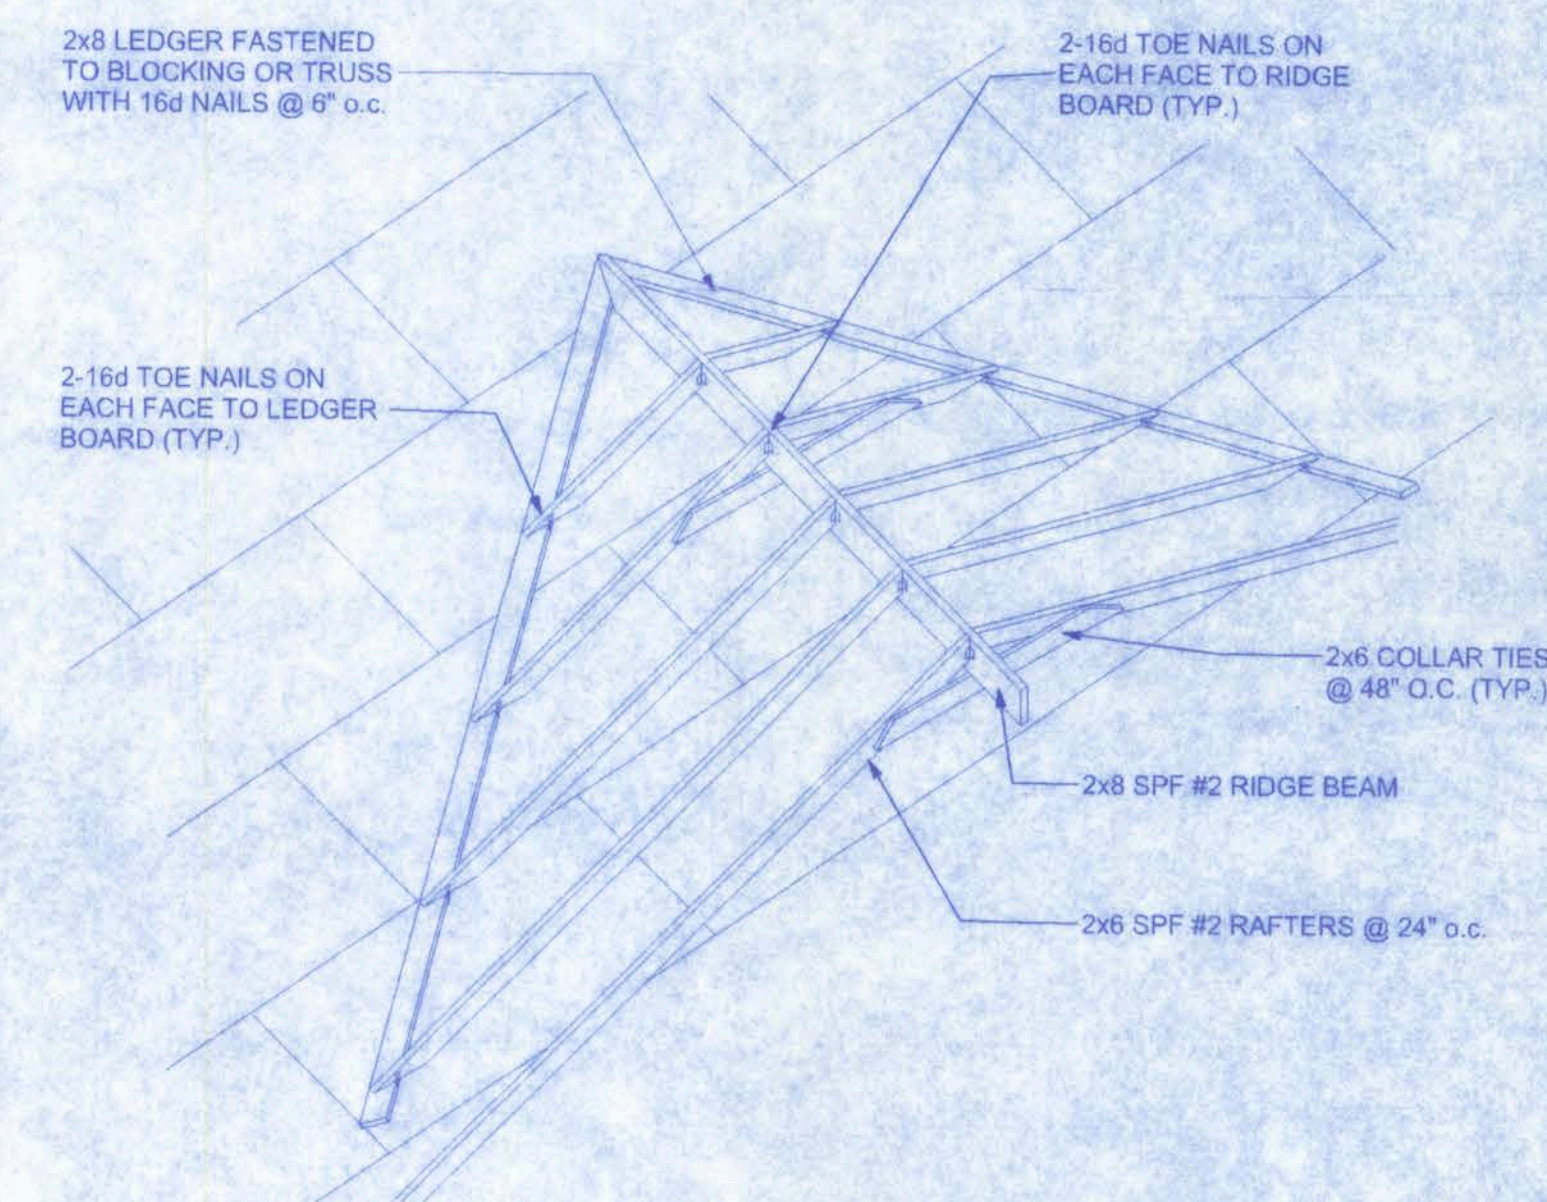 2x8 LEDGER FASTENED
TO BLOCKING OR TRUSS
WITH 16d NAILS @ 6" o.c.
2-16d TOE NAILS ON
EACH FACE TO RIDGE
BOARD (TYP.)
2-16d TOE NAILS ON
EACH FACE TO LEDGER
BOARD (TYP.)
2x6 COLLAR TIES
@ 48" O.C. (TYP.)
2x8 SPF #2 RIDGE BEAM
2x6 SPF #2 RAFTERS @ 24" o.c.